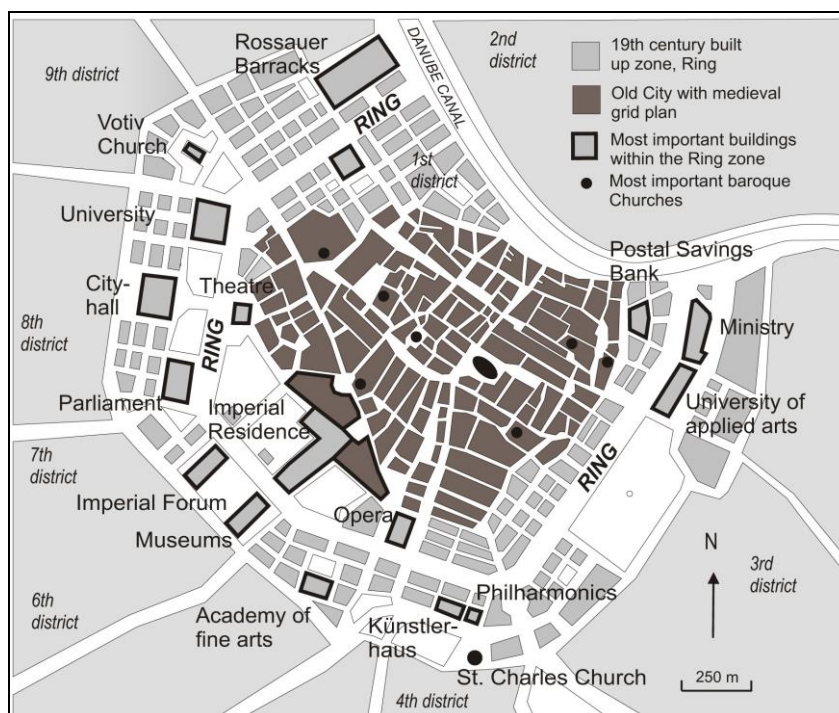 Rossauer
Barracks
9th district
Votiv
Church
RING
DANUBE CANAL
2nd
district
19th century built
up zone, Ring
Old City with medieval
grid plan
Most important buildings
within the Ring zone
Most important baroque
Churches
1st
district
University
Postal Savings
Bank
City-
hall
Theatre
8th
district
RING
Ministry
Parliament
Imperial
Residence
University of
applied arts
7th
district
RING
Imperial Forum
Museums
Opera
N
3rd
district
6th
district
Academy of
fine arts
Philharmonics
Künstler-
haus
St. Charles Church
250 m
4th district